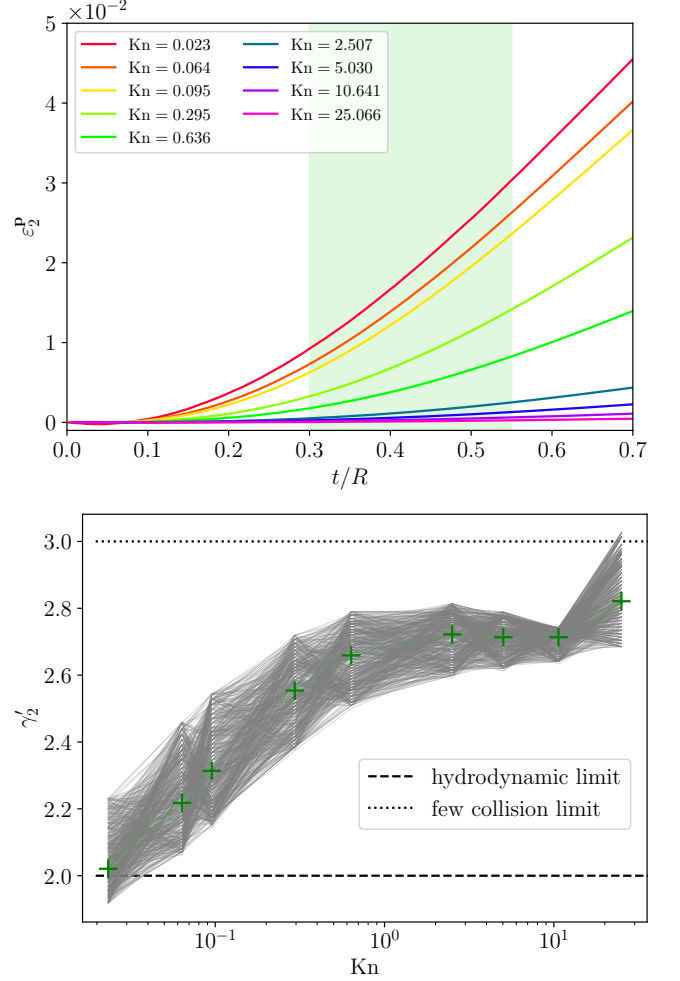 ×10⁻²
5
4
3
2
1
0
ε₂ᵖ
Kn = 0.023
Kn = 0.064
Kn = 0.095
Kn = 0.295
Kn = 0.636
Kn = 2.507
Kn = 5.030
Kn = 10.641
Kn = 25.066
0.0 0.1 0.2 0.3 0.4 0.5 0.6 0.7
t/R
3.0
2.8
2.6
2.4
2.2
2.0
γ₂′
hydrodynamic limit
few collision limit
10⁻¹ 10⁰ 10¹
Kn